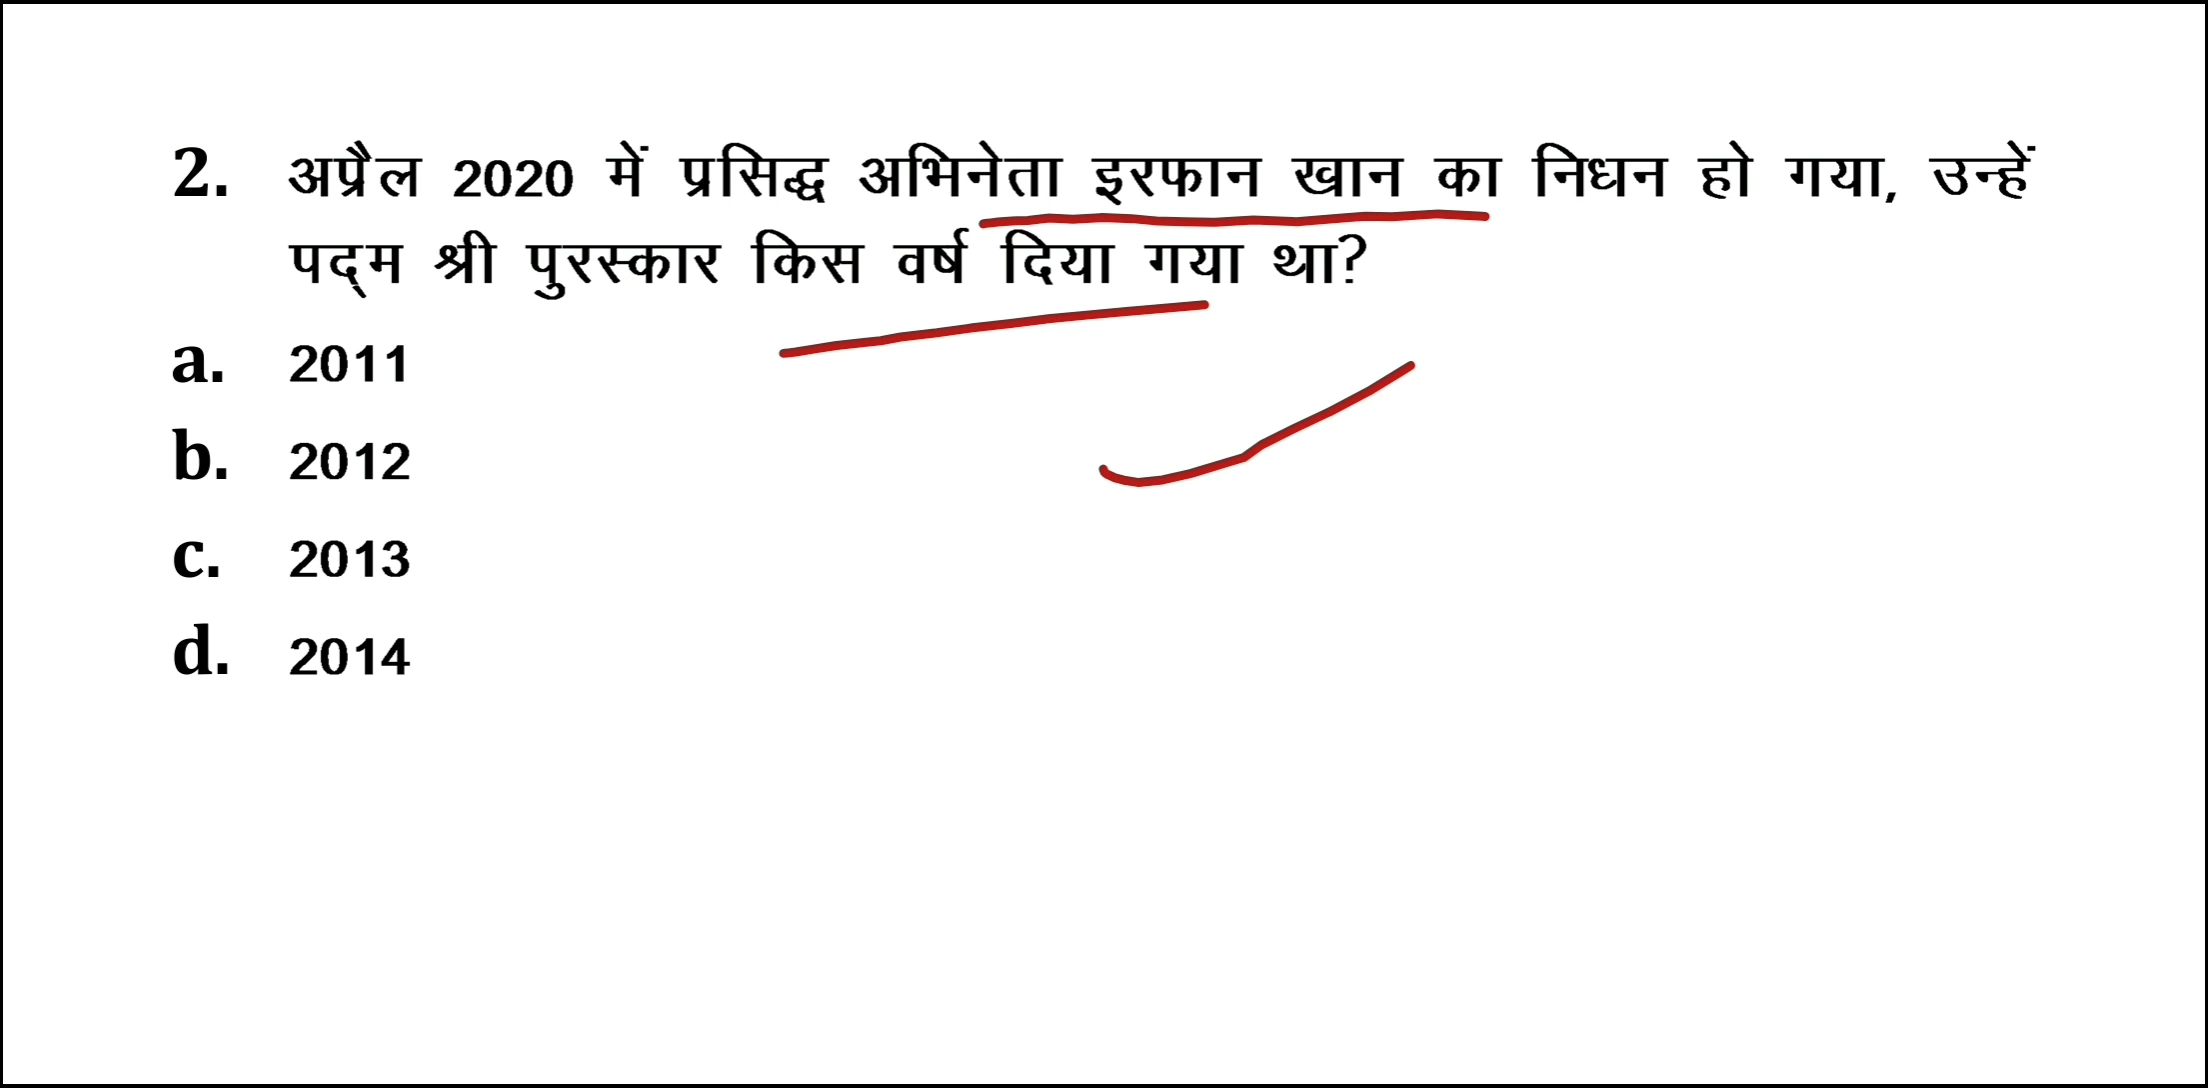 2. अप्रैल 2020 में प्रसिद्ध अभिनेता इरफान खान का निधन हो गया, उन्हें
पद्‌म श्री पुरस्कार किस वर्ष दिया गया था?
a. 2011
b. 2012
c. 2013
d. 2014